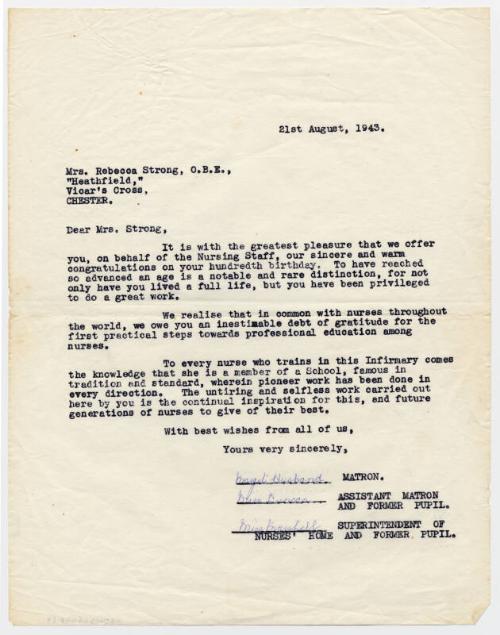 21st August, 1943.
Mrs. Rebecca Strong, O.B.E.,
"Heathfield,"
Vicar's Cross,
CHESTER.
Dear Mrs. Strong,
It is with the greatest pleasure that we offer
you, on behalf of the Nursing Staff, our sincere and warm
congratulations on your hundredth birthday. To have reached
so advanced an age is a notable and rare distinction, for not
only have you lived a full life, but you have been privileged
to do a great work.
We realise that in common with nurses throughout
the world, we owe you an inestimable debt of gratitude for the
first practical steps towards professional education among
nurses.
To every nurse who trains in this Infirmary comes
the knowledge that she is a member of a School, famous in
tradition and standard, wherein pioneer work has been done in
every direction. The untiring and selfless work carried out
here by you is the continual inspiration for this, and future
generations of nurses to give of their best.
With best wishes from all of us,
Yours very sincerely,
Husband MATRON.
Miss ASSISTANT MATRON
AND FORMER PUPIL.
Miss SUPERINTENDENT OF
NURSES' HOME AND FORMER PUPIL.